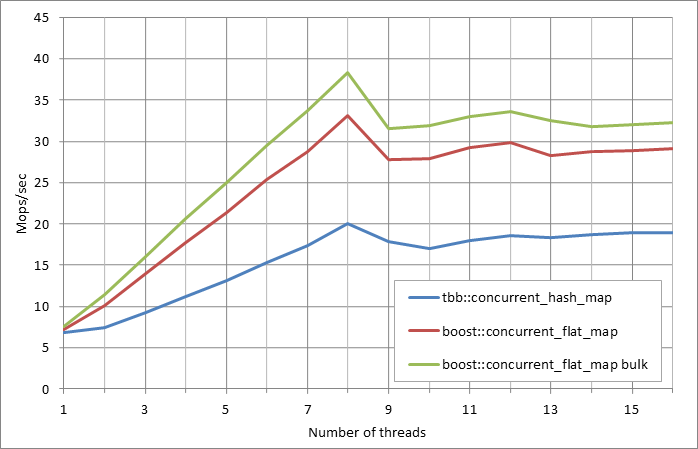 45
40
35
30
25
20
15
10
5
0
Mops/sec
tbb::concurrent_hash_map
boost::concurrent_flat_map
boost::concurrent_flat_map bulk
1 3 5 7 9 11 13 15
Number of threads